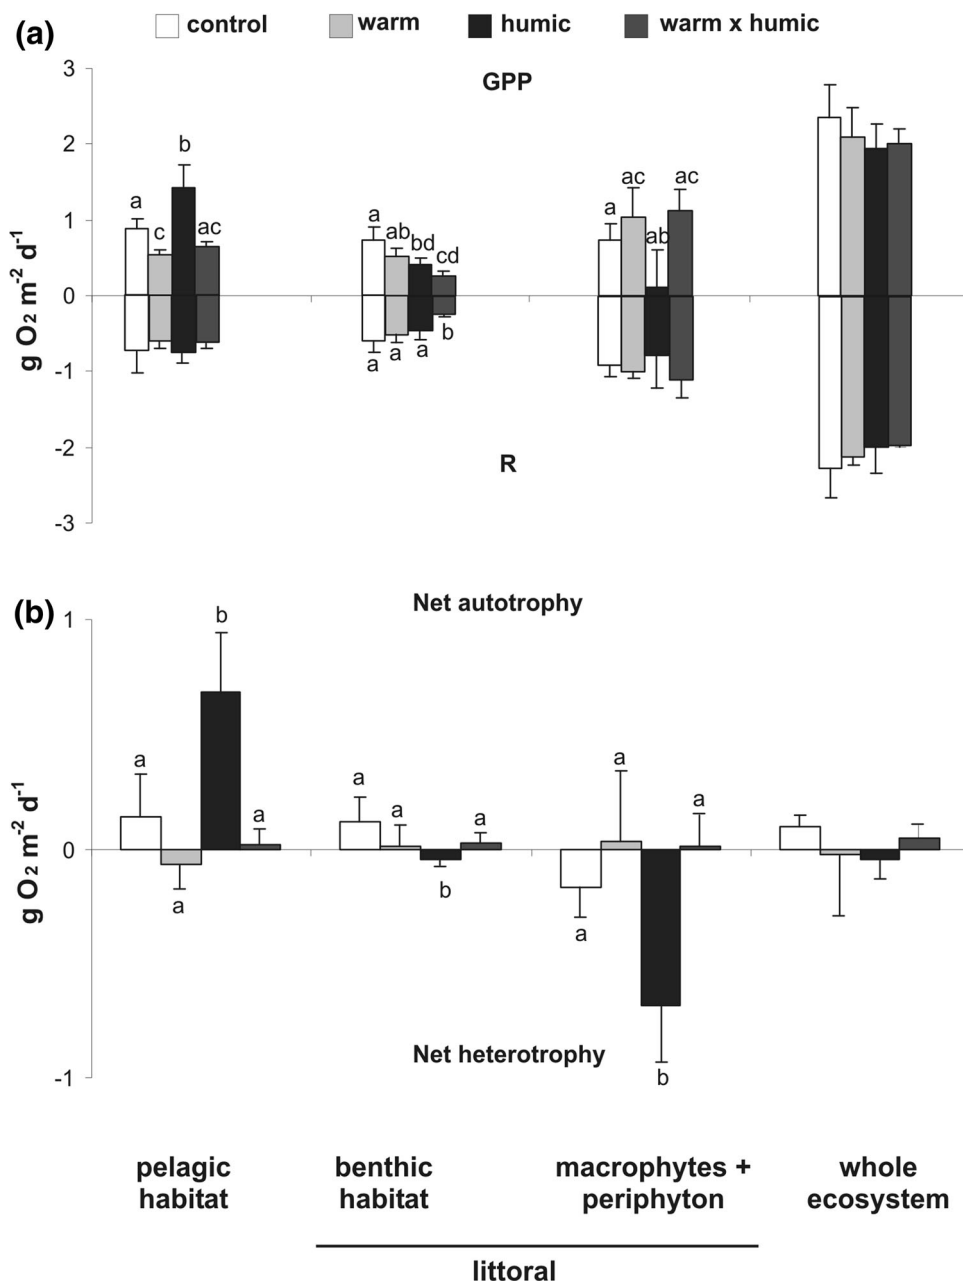 (a) control warm humic warm x humic
GPP
3
2
1
0
-1
-2
-3
g O2 m-2 d-1
a c b ac
a ab bd cd
a a a b
a ac ab ac
R
(b)
Net autotrophy
1
0
-1
g O2 m-2 d-1
a a b a
a a b a
a a b a
Net heterotrophy
pelagic
habitat
benthic
habitat
macrophytes +
periphyton
whole
ecosystem
littoral